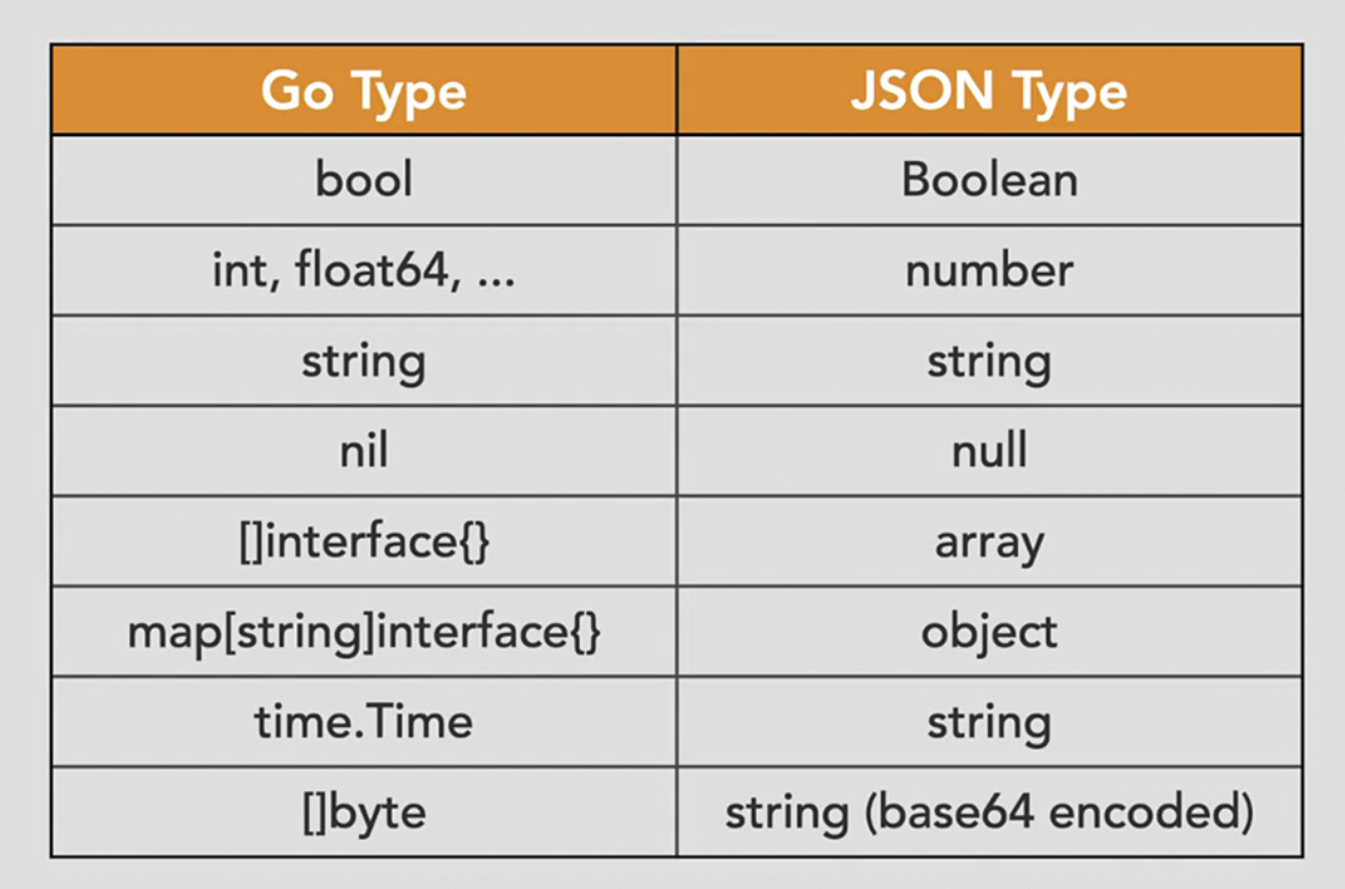 Go Type JSON Type
bool Boolean
int, float64, ... number
string string
nil null
[]interface{} array
map[string]interface{} object
time.Time string
[]byte string (base64 encoded)